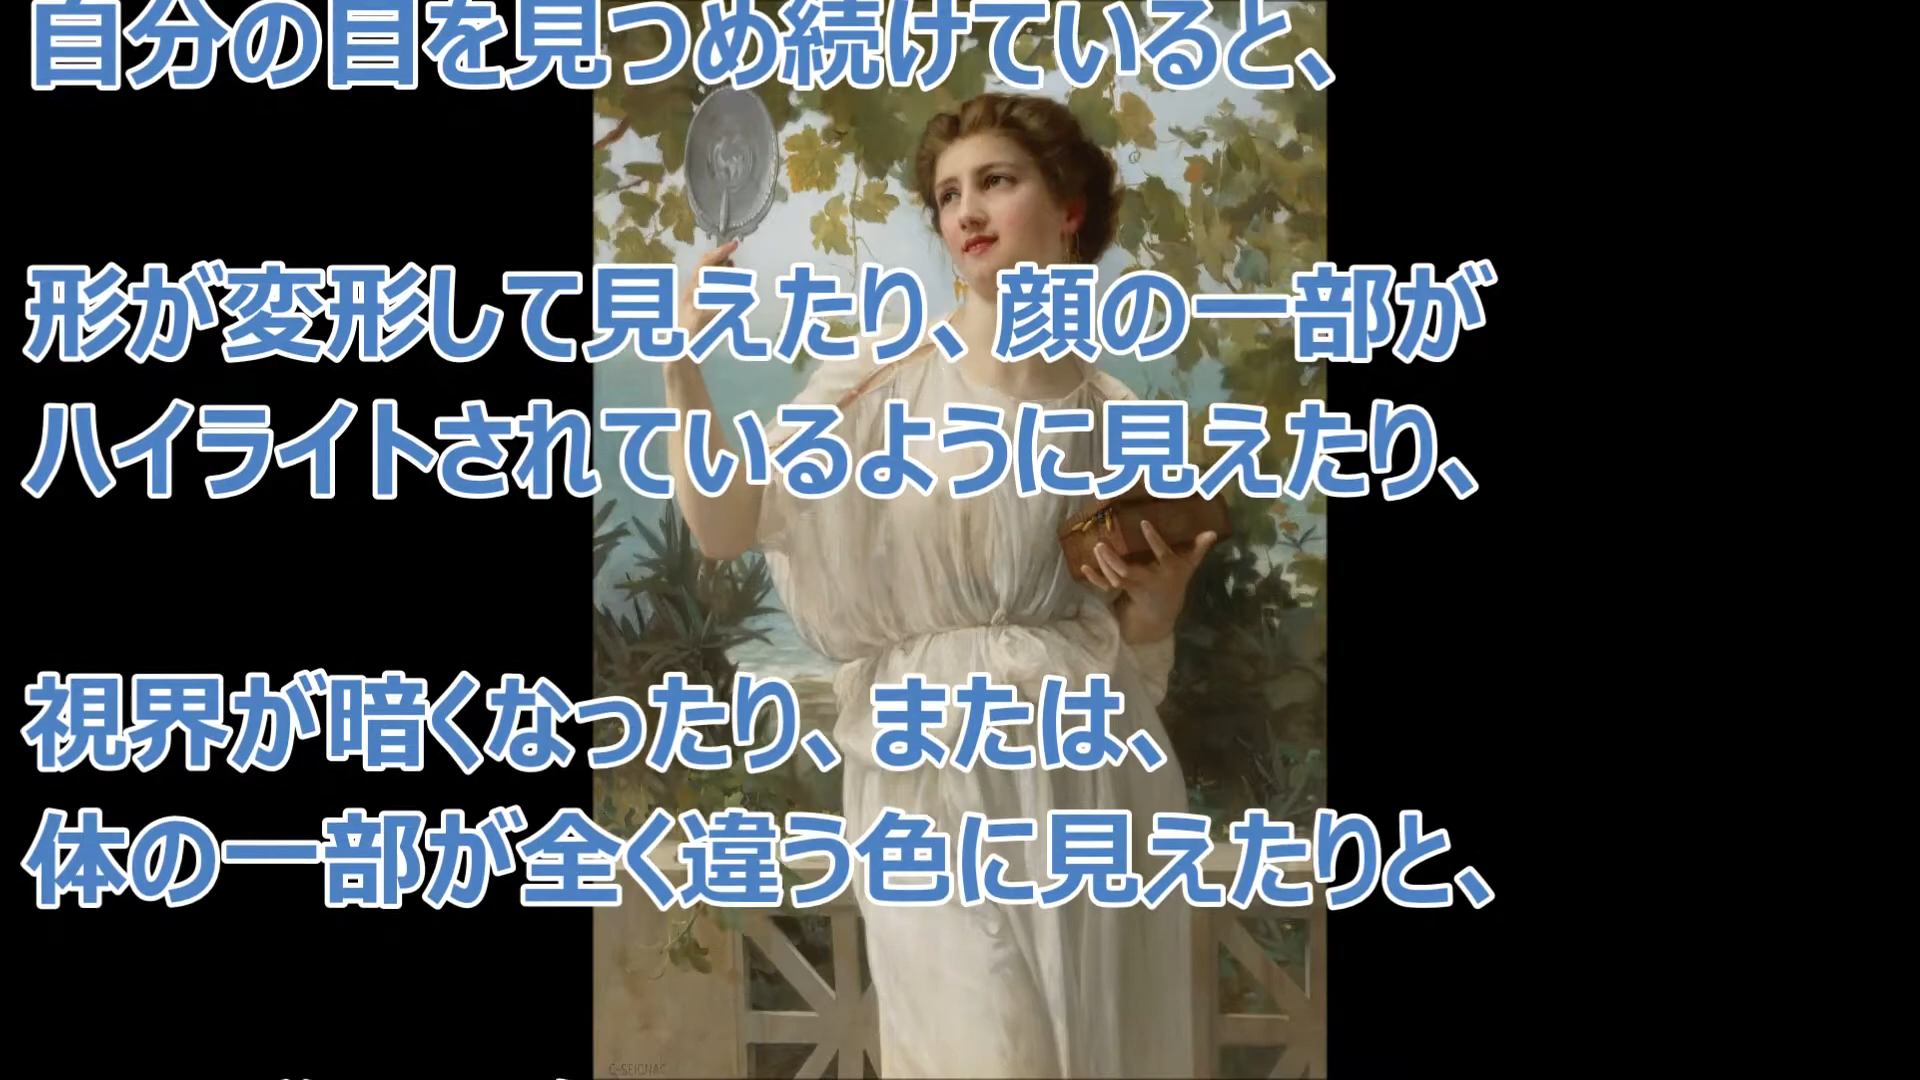 自分の目を見つめ続けていると、
形が変形して見えたり、顔の一部が
ハイライトされているように見えたり、
視界が暗くなったり、または、
体の一部が全く違う色に見えたりと、
G-SEIGNAC